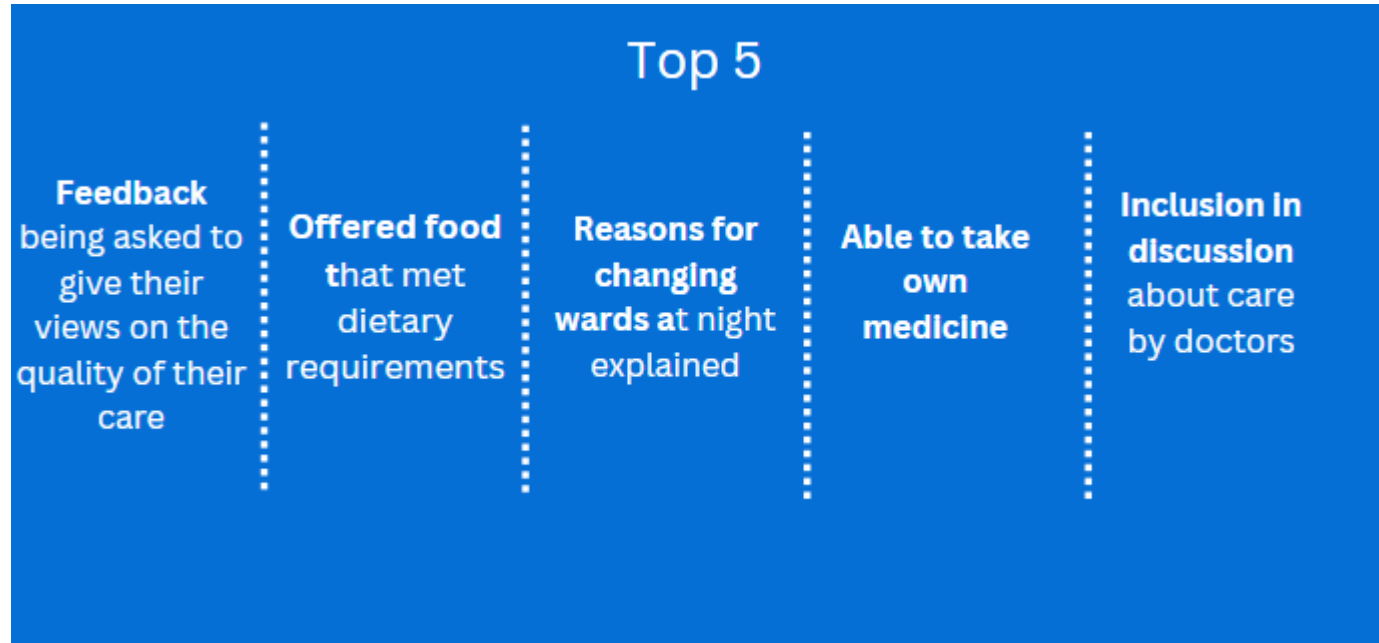 Top 5
Feedback
being asked to
give their
views on the
quality of their
care
Offered food
that met
dietary
requirements
Reasons for
changing
wards at night
explained
Able to take
own
medicine
Inclusion in
discussion
about care
by doctors